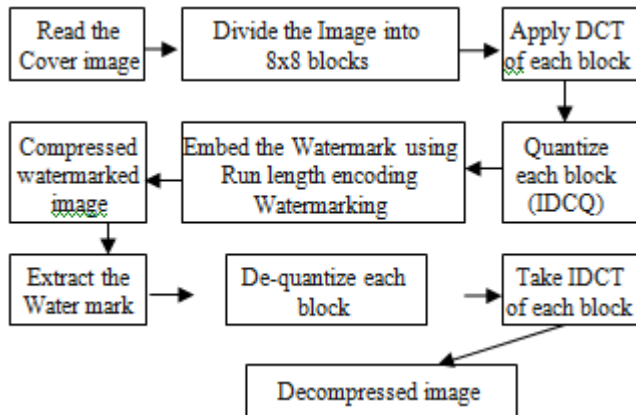 Read the
Cover image
Divide the Image into
8x8 blocks
Apply DCT
of each block
Compressed
watermarked
image
Embed the Watermark using
Run length encoding
Watermarking
Quantize
each block
(IDCQ)
Extract the
Water mark
De-quantize each
block
Take IDCT
of each block
Decompressed image